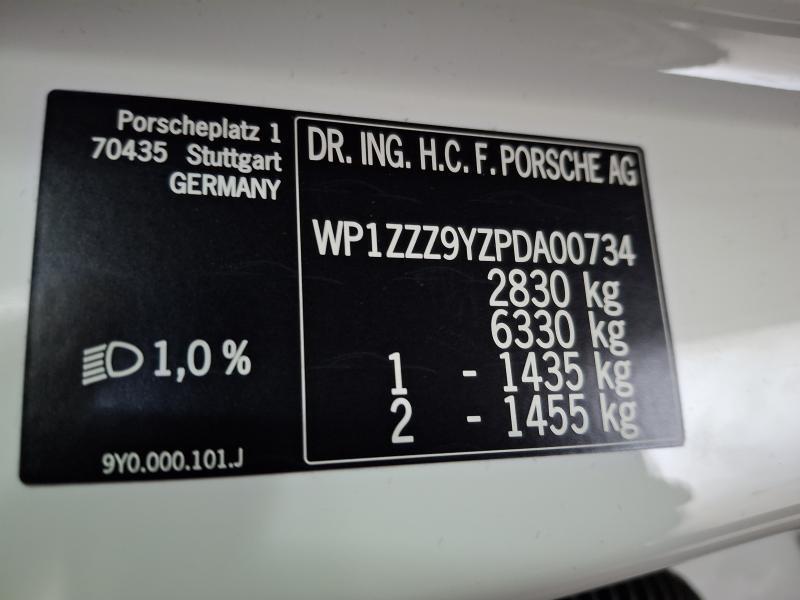 Porscheplatz 1
70435 Stuttgart
GERMANY
1,0 %
9Y0.000.101.J
DR. ING. H.C. F. PORSCHE AG
WP1ZZZ9YZPDA00734
2830 kg
6330 kg
1 - 1435 kg
2 - 1455 kg